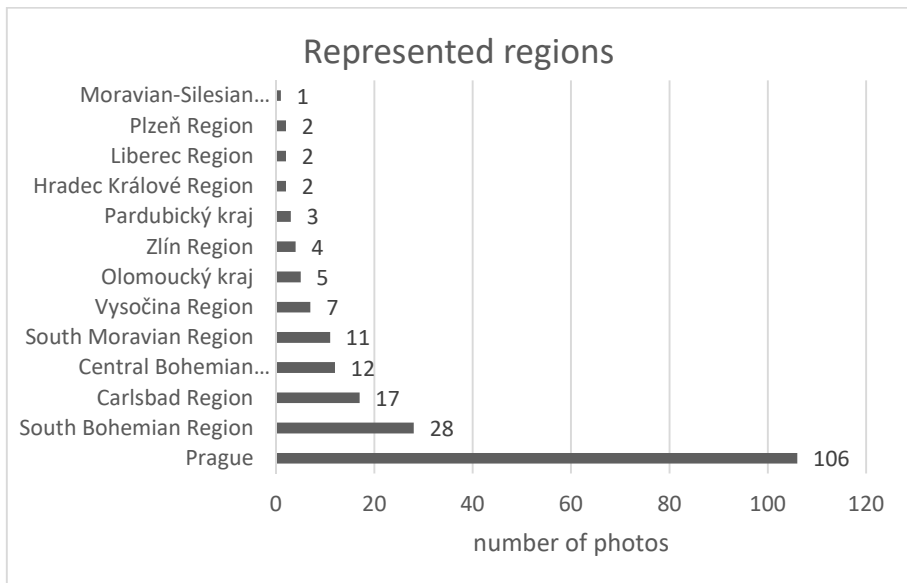 Represented regions
Moravian-Silesian... 1
Plzeň Region 2
Liberec Region 2
Hradec Králové Region 2
Pardubický kraj 3
Zlín Region 4
Olomoucký kraj 5
Vysočina Region 7
South Moravian Region 11
Central Bohemian... 12
Carlsbad Region 17
South Bohemian Region 28
Prague 106
0 20 40 60 80 100 120
number of photos